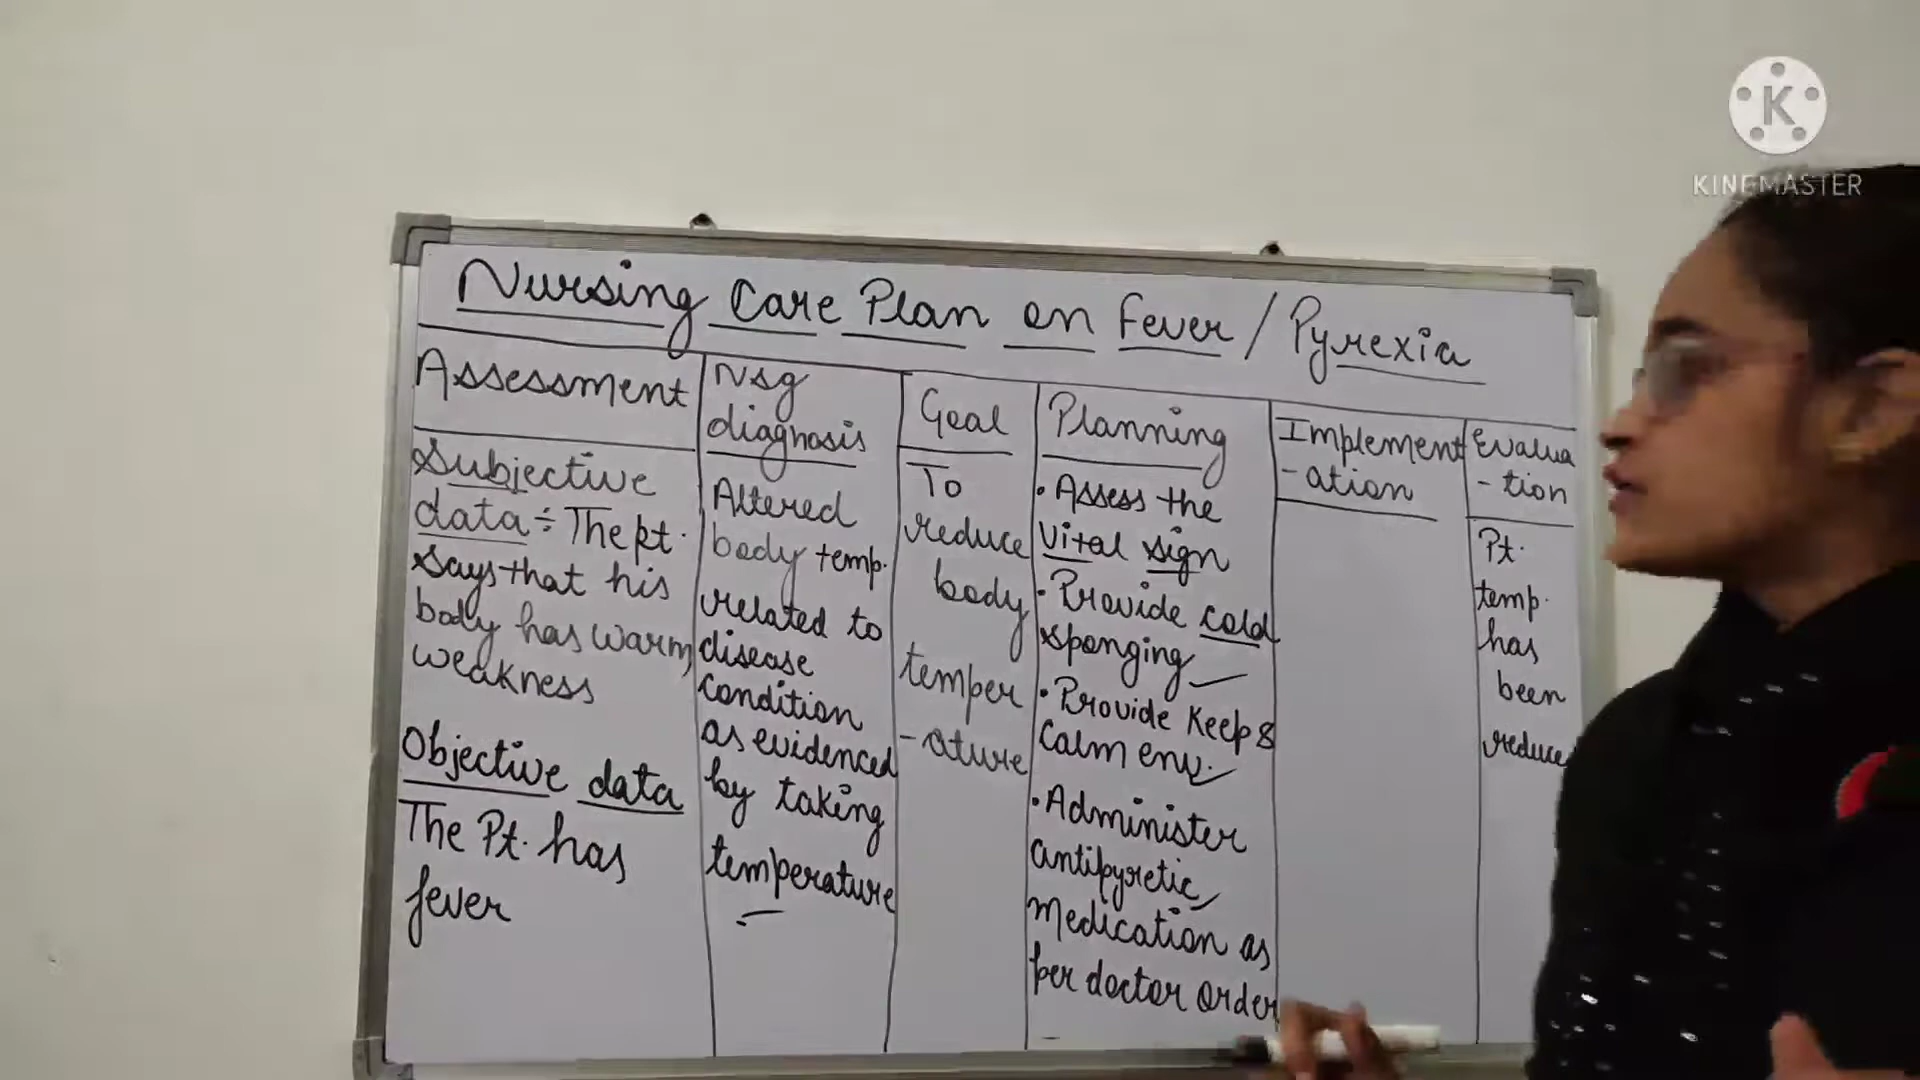 KINEMASTER
Nursing Care Plan on Fever / Pyrexia
Assessment
Subjective
data ÷ The pt.
says that his
body has warm,
weakness
Objective data
The Pt. has
fever
Nsg
diagnosis
Altered
body temp.
related to
disease
condition
as evidenced
by taking
temperature
Goal
To
reduce
body
temper
-ature
Planning
• Assess the
vital sign
• Provide cold
sponging
• Provide Keep &
Calm env.
• Administer
antipyretic
Medication as
per doctor order
Implement
-ation
Evalua
-tion
Pt.
temp.
has
been
reduce